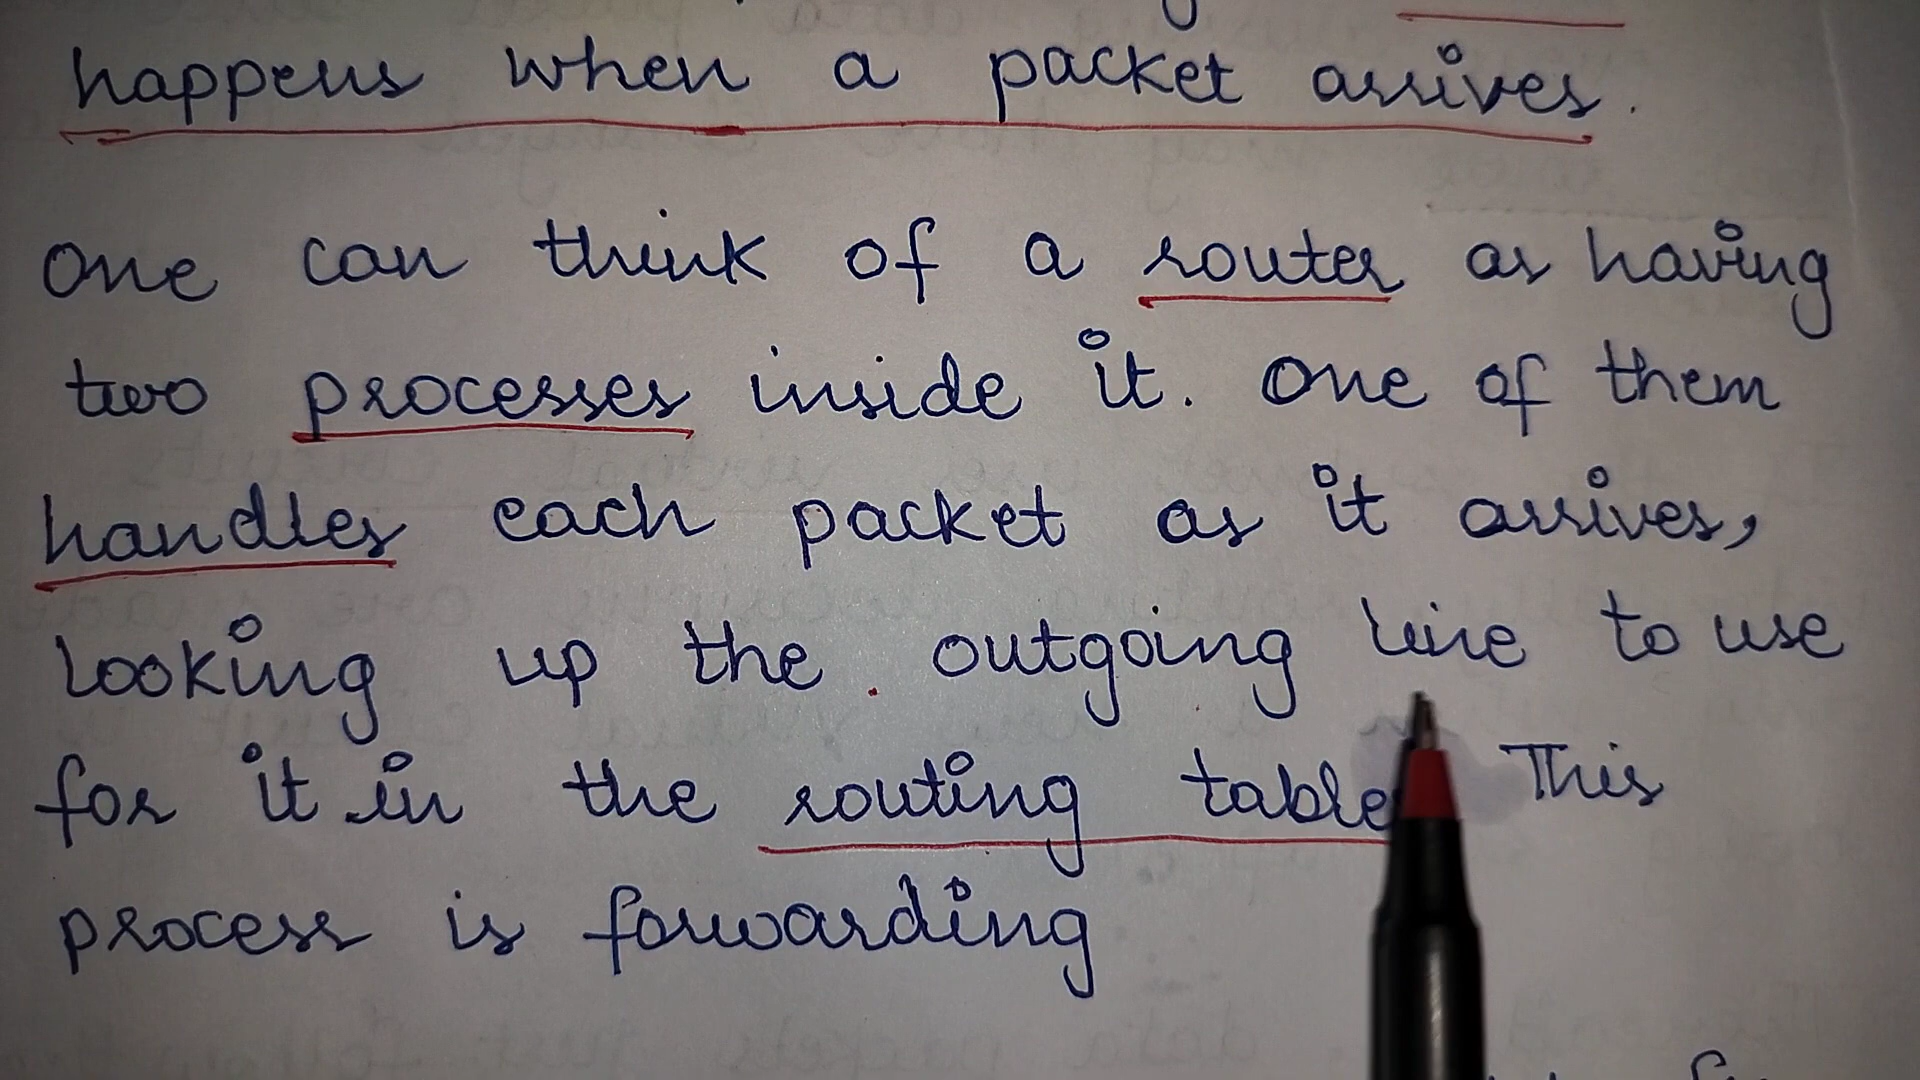 happens when a packet arrives.
One can think of a router as having
two processes inside it. One of them
handles each packet as it arrives,
looking up the outgoing line to use
for it in the routing table This
process is forwarding